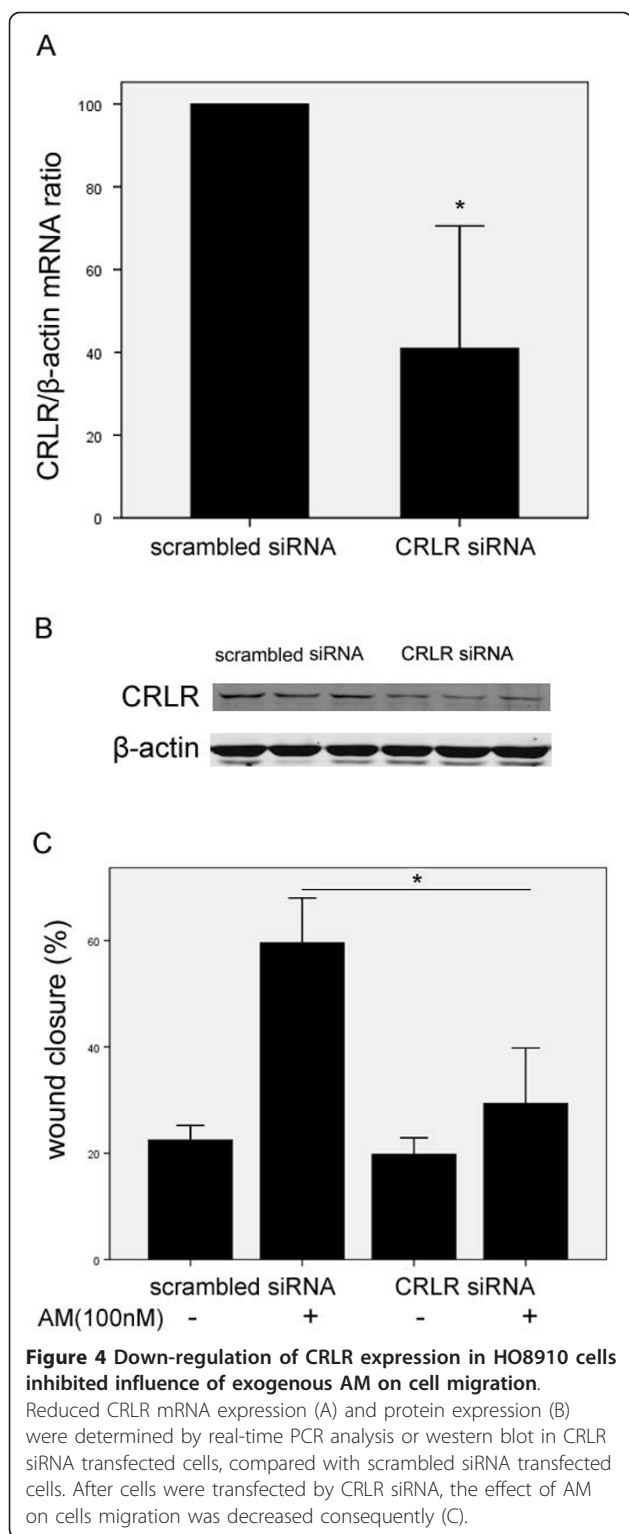 A
CRLR/β-actin mRNA ratio
100
80
60
40
20
0
*
scrambled siRNA CRLR siRNA
B
scrambled siRNA CRLR siRNA
CRLR
β-actin
C
wound closure (%)
60
40
20
0
*
scrambled siRNA CRLR siRNA
AM(100nM) - + - +
Figure 4 Down-regulation of CRLR expression in HO8910 cells
inhibited influence of exogenous AM on cell migration.
Reduced CRLR mRNA expression (A) and protein expression (B)
were determined by real-time PCR analysis or western blot in CRLR
siRNA transfected cells, compared with scrambled siRNA transfected
cells. After cells were transfected by CRLR siRNA, the effect of AM
on cells migration was decreased consequently (C).